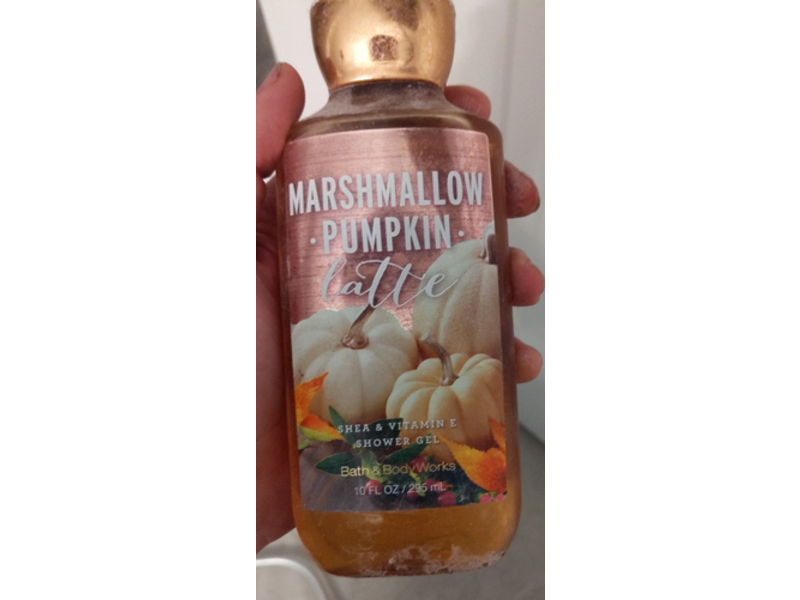 MARSHMALLOW
·PUMPKIN·
latte
SHEA & VITAMIN E
SHOWER GEL
Bath & Body Works
10 FL OZ / 295 mL